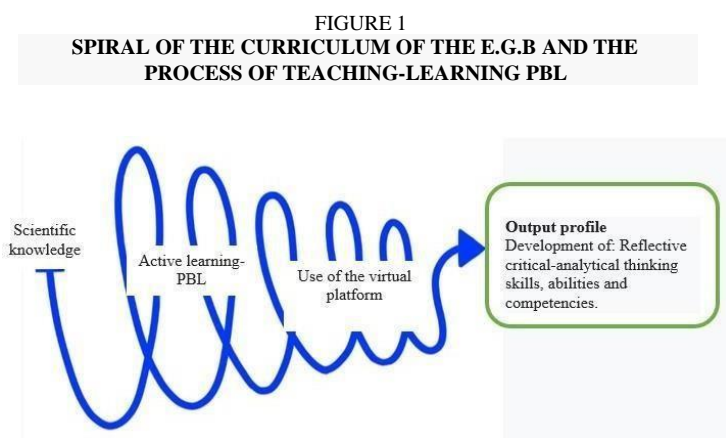 FIGURE 1
SPIRAL OF THE CURRICULUM OF THE E.G.B AND THE
PROCESS OF TEACHING-LEARNING PBL
Scientific
knowledge
Active learning-
PBL
Use of the virtual
platform
Output profile
Development of: Reflective
critical-analytical thinking
skills, abilities and
competencies.